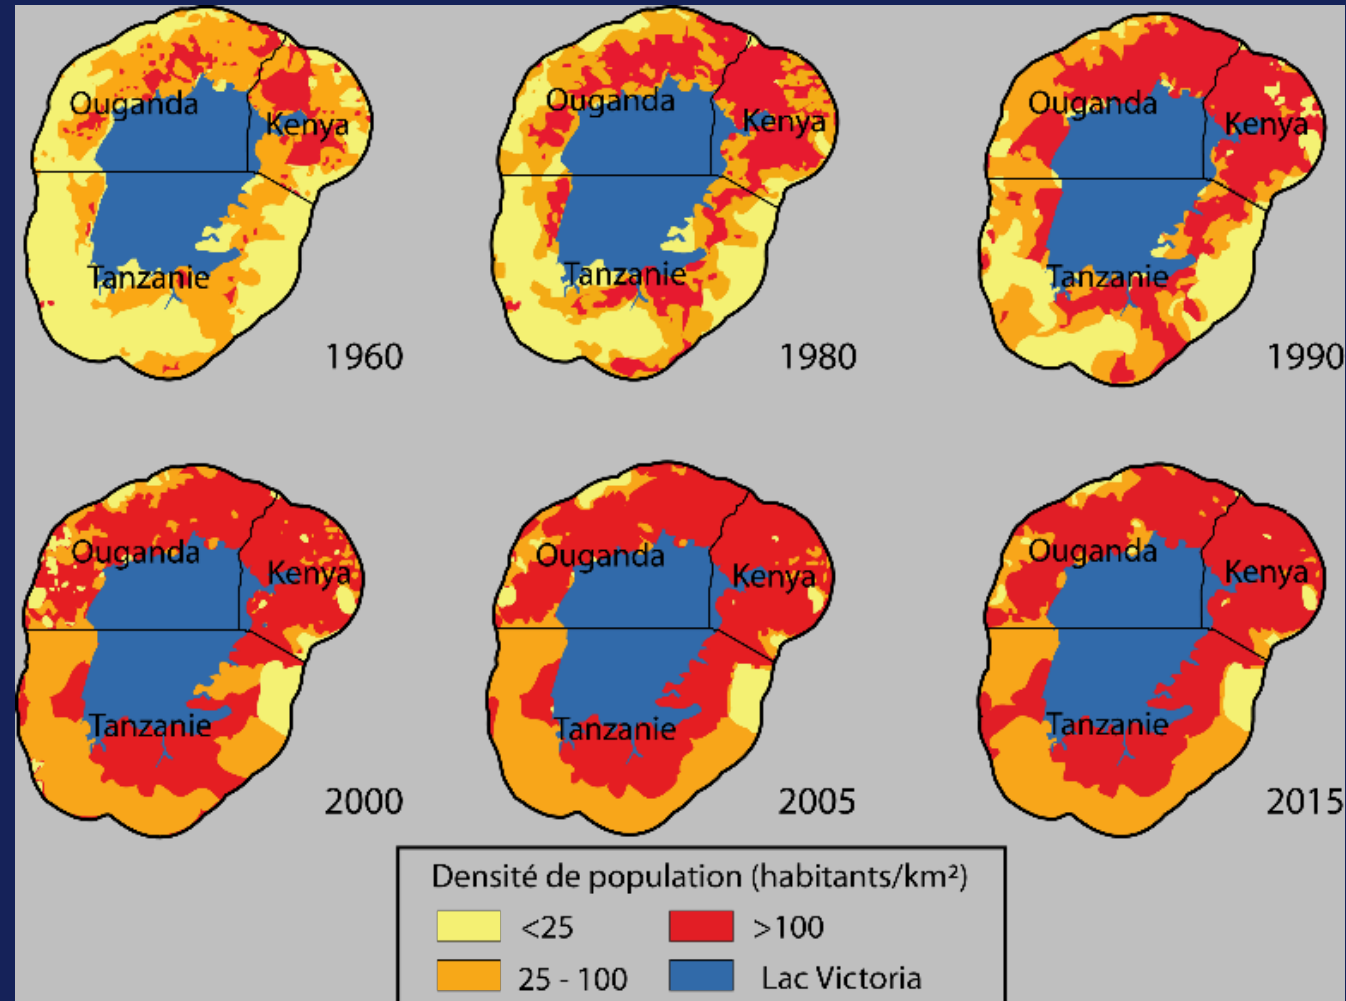 Ouganda
Kenya
Tanzanie
1960
Ouganda
Kenya
Tanzanie
1980
Ouganda
Kenya
Tanzanie
1990
Ouganda
Kenya
Tanzanie
2000
Ouganda
Kenya
Tanzanie
2005
Ouganda
Kenya
Tanzanie
2015
Densité de population (habitants/km²)
<25
>100
25 - 100
Lac Victoria